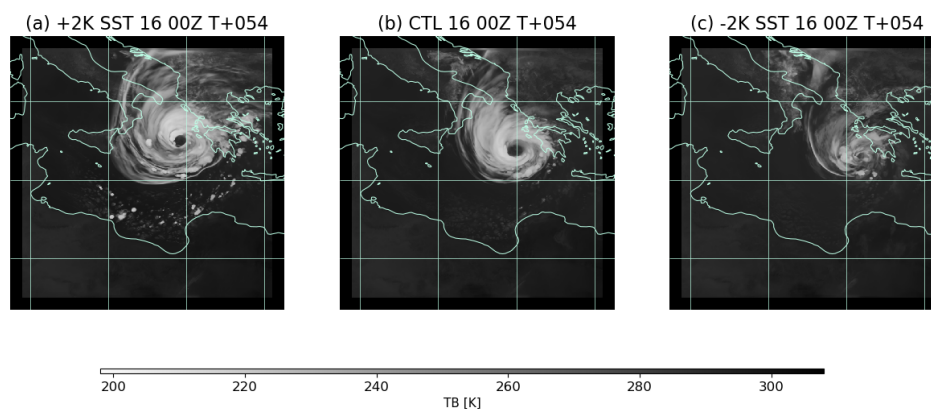 (a) +2K SST 16 00Z T+054
(b) CTL 16 00Z T+054
(c) -2K SST 16 00Z T+054
200 220 240 260 280 300
TB [K]